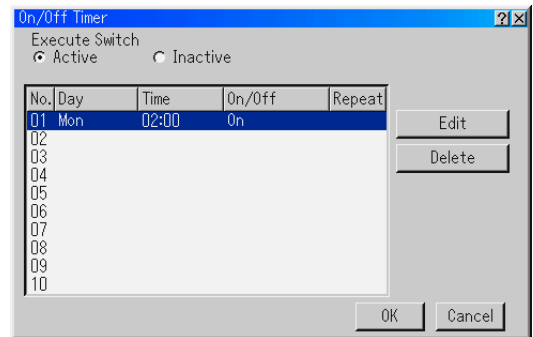 On/Off Timer
Execute Switch
Active Inactive
No. Day Time On/Off Repeat
01 Mon 02:00 On
02
03
04
05
06
07
08
09
10
Edit
Delete
OK Cancel